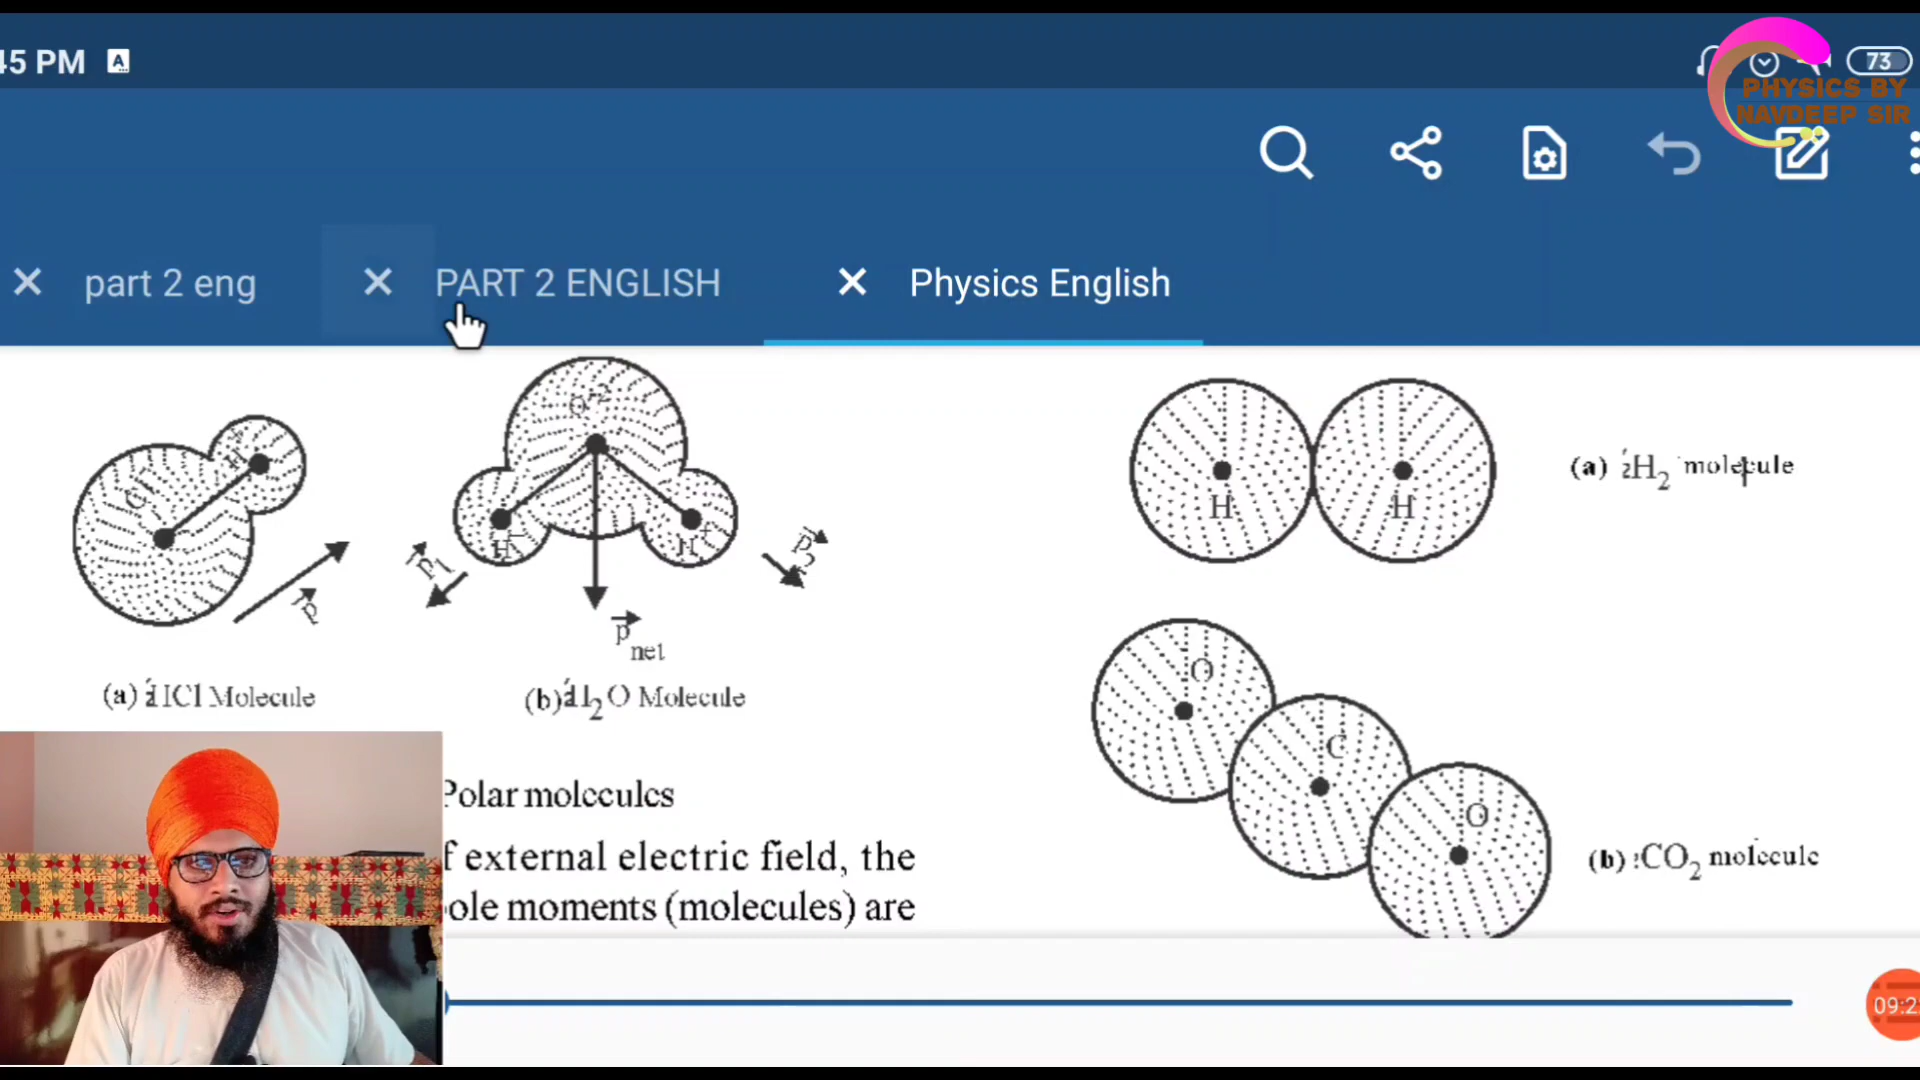 45 PM A
73
PHYSICS BY
NAVDEEP SIR
part 2 eng
PART 2 ENGLISH
Physics English
H
H
(a) H2 molecule
p1
p2
p
p net
(a) HCl Molecule
(b) H2O Molecule
O
C
O
(b) CO2 molecule
Polar molecules
f external electric field, the
ole moments (molecules) are
09:2